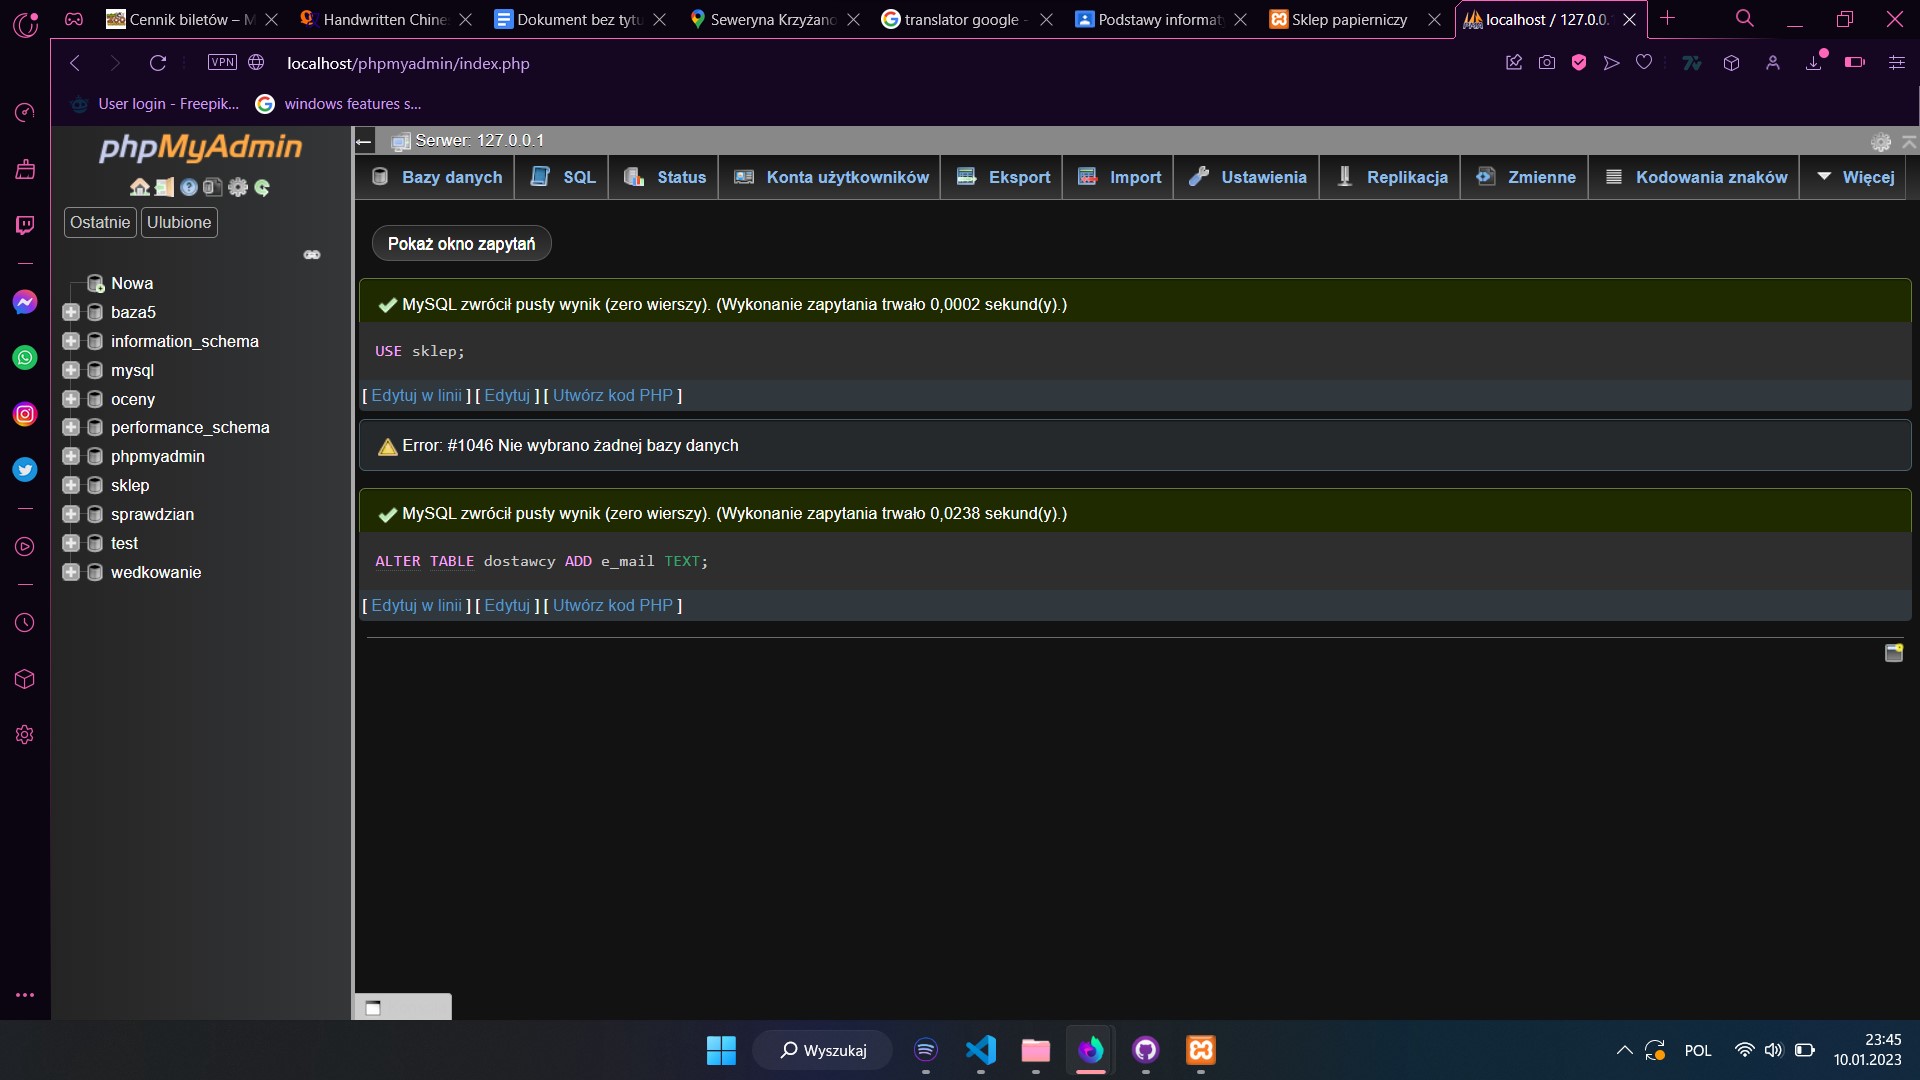 Cennik biletów – M
Handwritten Chine
Dokument bez tytu
Seweryna Krzyżano
translator google -
Podstawy informat
Sklep papierniczy
localhost / 127.0.0.1
VPN
localhost/phpmyadmin/index.php
User login - Freepik...
windows features s...
phpMyAdmin
Serwer: 127.0.0.1
Bazy danych
SQL
Status
Konta użytkowników
Eksport
Import
Ustawienia
Replikacja
Zmienne
Kodowania znaków
Więcej
Ostatnie
Ulubione
Nowa
baza5
information_schema
mysql
oceny
performance_schema
phpmyadmin
sklep
sprawdzian
test
wedkowanie
Pokaż okno zapytań
MySQL zwrócił pusty wynik (zero wierszy). (Wykonanie zapytania trwało 0,0002 sekund(y).)
USE sklep;
[ Edytuj w linii ] [ Edytuj ] [ Utwórz kod PHP ]
Error: #1046 Nie wybrano żadnej bazy danych
MySQL zwrócił pusty wynik (zero wierszy). (Wykonanie zapytania trwało 0,0238 sekund(y).)
ALTER TABLE dostawcy ADD e_mail TEXT;
[ Edytuj w linii ] [ Edytuj ] [ Utwórz kod PHP ]
Wyszukaj
POL
23:45
10.01.2023